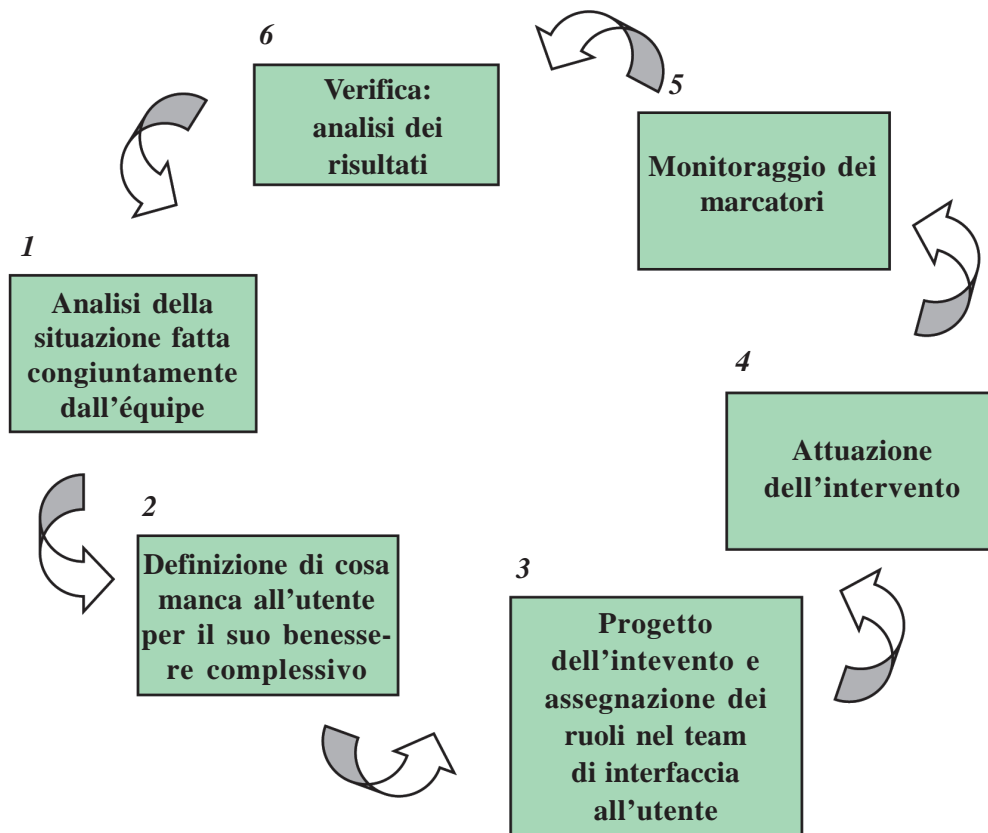 6
Verifica:
analisi dei
risultati
5
Monitoraggio dei
marcatori
1
Analisi della
situazione fatta
congiuntamente
dall'équipe
4
Attuazione
dell'intervento
2
Definizione di cosa
manca all'utente
per il suo benesse-
re complessivo
3
Progetto
dell'intevento e
assegnazione dei
ruoli nel team
di interfaccia
all'utente